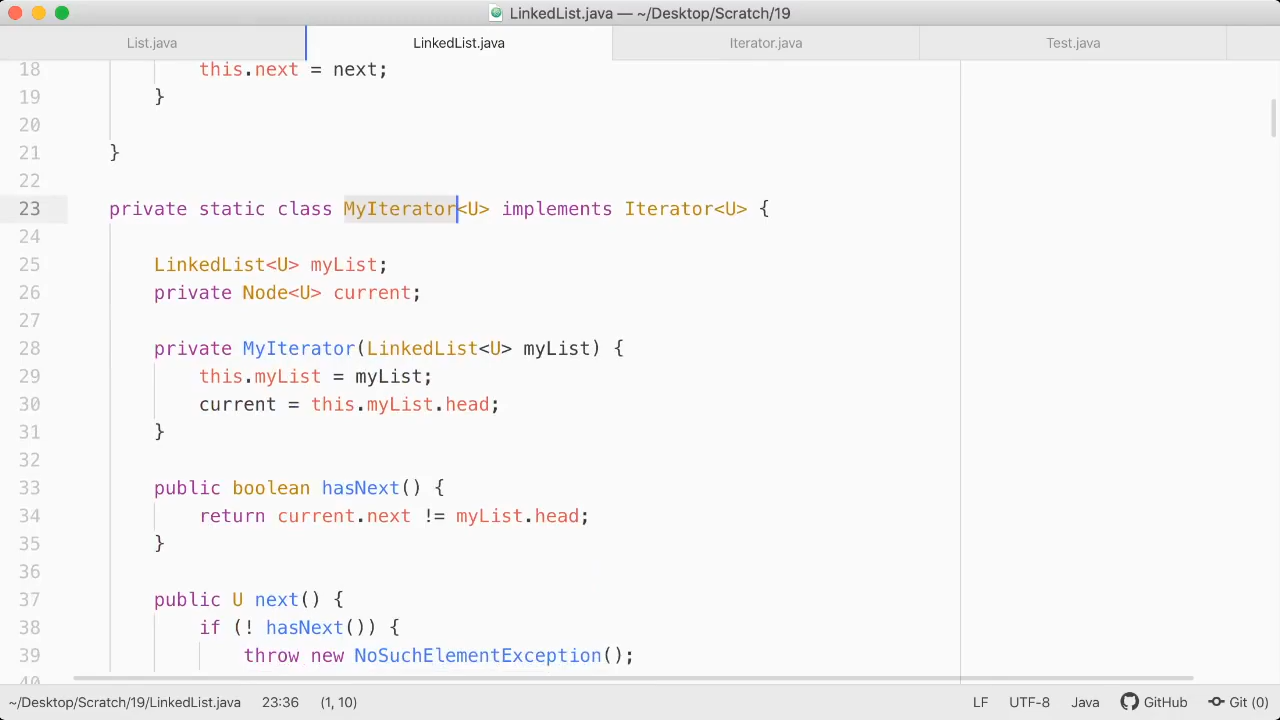 LinkedList.java — ~/Desktop/Scratch/19
List.java LinkedList.java Iterator.java Test.java
18 this.next = next;
19 }
20
21 }
22
23 private static class MyIterator<U> implements Iterator<U> {
24
25 LinkedList<U> myList;
26 private Node<U> current;
27
28 private MyIterator(LinkedList<U> myList) {
29 this.myList = myList;
30 current = this.myList.head;
31 }
32
33 public boolean hasNext() {
34 return current.next != myList.head;
35 }
36
37 public U next() {
38 if (! hasNext()) {
39 throw new NoSuchElementException();
40
~/Desktop/Scratch/19/LinkedList.java 23:36 (1, 10) LF UTF-8 Java GitHub Git (0)